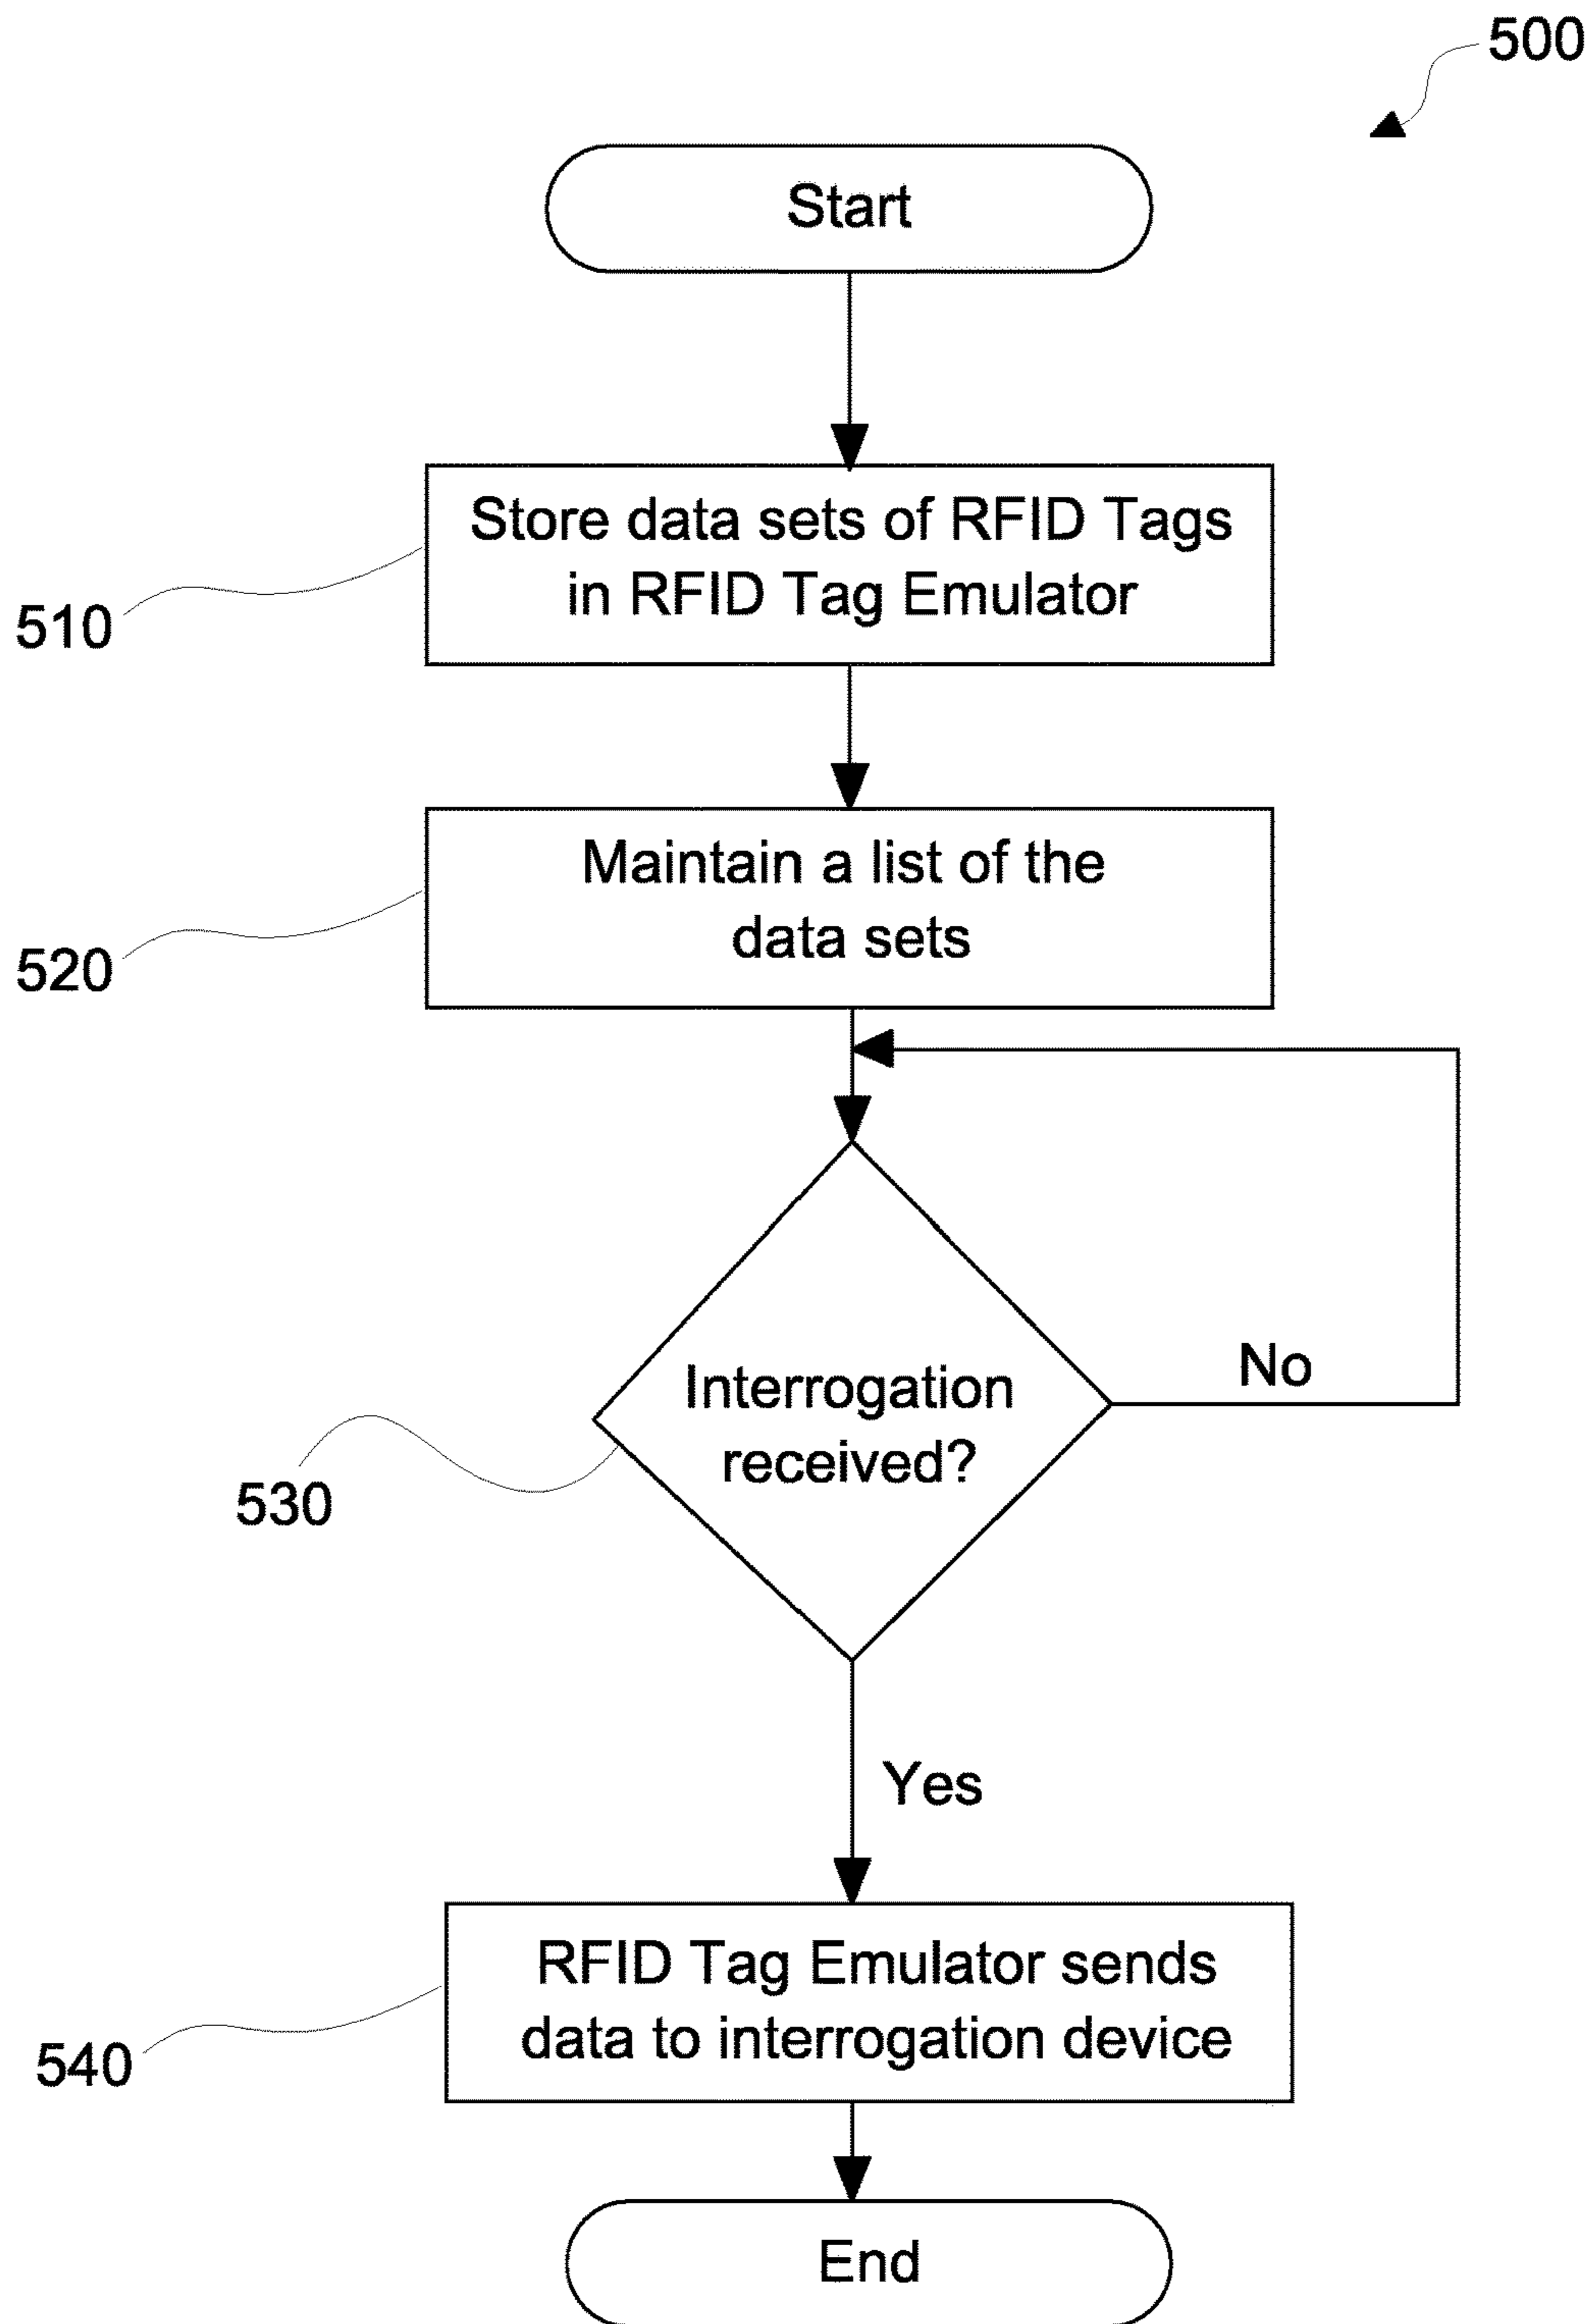 500
Start
Store data sets of RFID Tags
in RFID Tag Emulator
510
Maintain a list of the
data sets
520
Interrogation
received?
No
530
Yes
RFID Tag Emulator sends
data to interrogation device
540
End